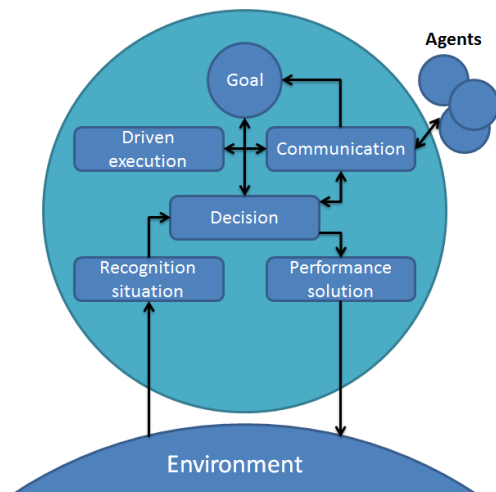 Agents
Goal
Driven
execution
Communication
Decision
Recognition
situation
Performance
solution
Environment